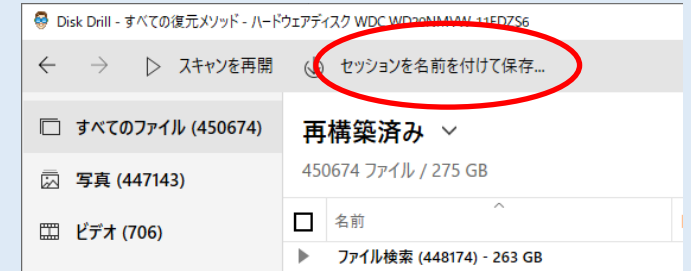 Disk Drill - すべての復元メソッド - ハードウェアディスク WDC WD20NMVW-11EDZS6
スキャンを再開 セッションを名前を付けて保存...
すべてのファイル (450674)
写真 (447143)
ビデオ (706)
再構築済み
450674 ファイル / 275 GB
名前
ファイル検索 (448174) - 263 GB